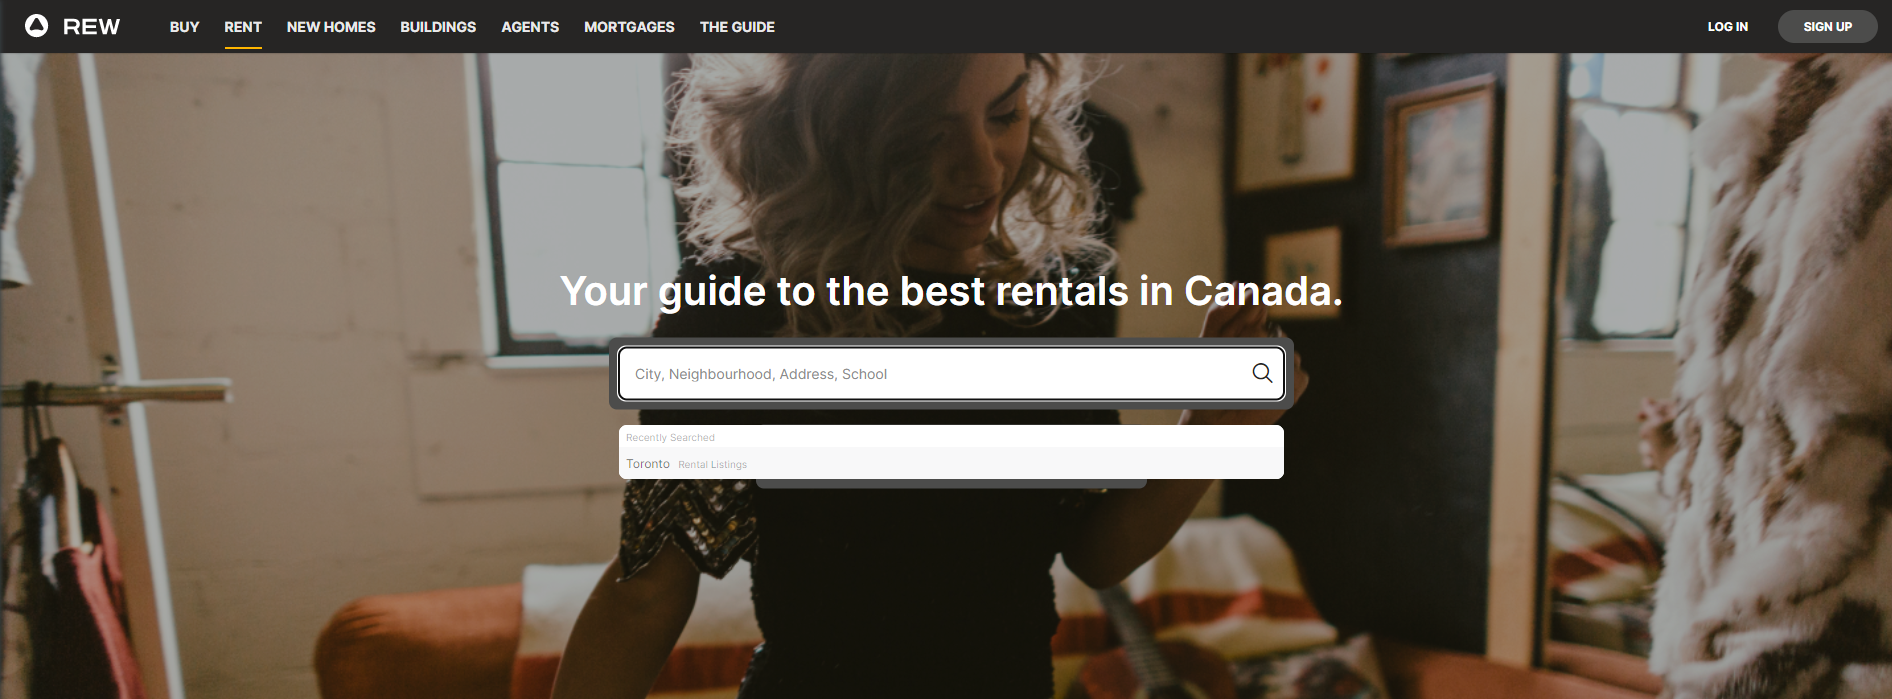 REW BUY RENT NEW HOMES BUILDINGS AGENTS MORTGAGES THE GUIDE LOG IN SIGN UP
Your guide to the best rentals in Canada.
City, Neighbourhood, Address, School
Recently Searched
Toronto Rental Listings